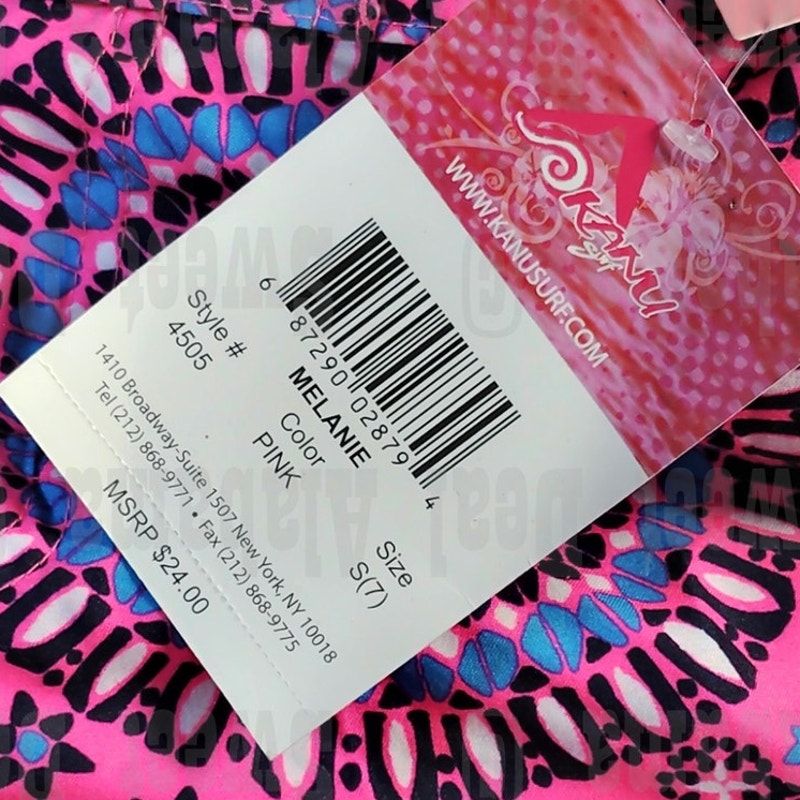 KANU
Surf
WWW.KANUSURF.COM
6 87290 02879 4
MELANIE
Style #
4505
Color
PINK
Size
S(7)
1410 Broadway-Suite 1507 New York, NY 10018
Tel (212) 868-9771 • Fax (212) 868-9775
MSRP $24.00